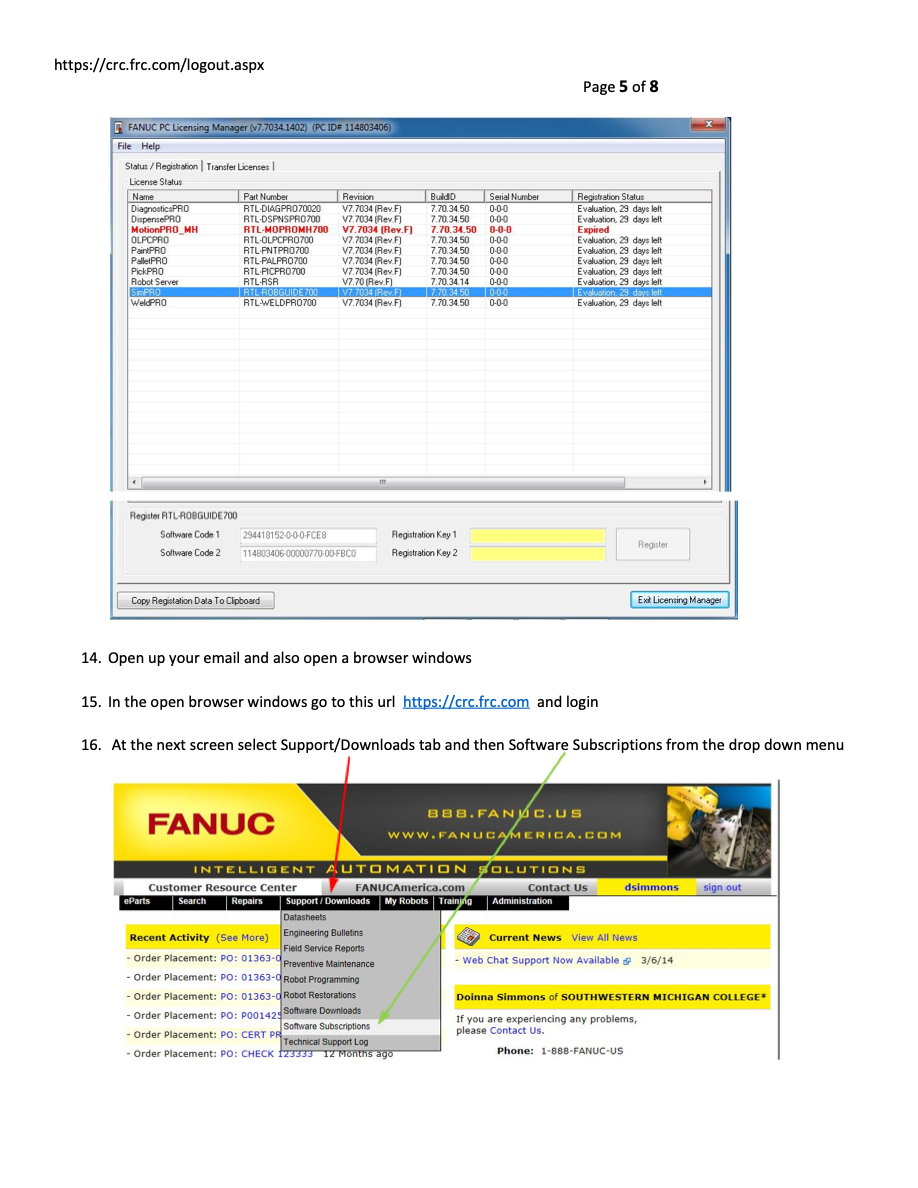 https://crc.frc.com/logout.aspx
Page 5 of 8
FANUC PC Licensing Manager (v7.7034.1402) (PC ID# 114803406)
File Help
Status / Registration Transfer Licenses
License Status
Name Part Number Revision BuildID Serial Number Registration Status
DiagnosticsPRO RTL-DIAGPRO70020 V7.7034 (Rev.F) 7.70.34.50 0-0-0 Evaluation, 29 days left
DispensePRO RTL-DSPNSPRO700 V7.7034 (Rev.F) 7.70.34.50 0-0-0 Evaluation, 29 days left
MotionPRO_MH RTL-MOPROMH700 V7.7034 (Rev.F) 7.70.34.50 0-0-0 Expired
OLPCPRO RTL-OLPCPRO700 V7.7034 (Rev.F) 7.70.34.50 0-0-0 Evaluation, 29 days left
PaintPRO RTL-PNTPRO700 V7.7034 (Rev.F) 7.70.34.50 0-0-0 Evaluation, 29 days left
PalletPRO RTL-PALPRO700 V7.7034 (Rev.F) 7.70.34.50 0-0-0 Evaluation, 29 days left
PickPRO RTL-PICPRO700 V7.7034 (Rev.F) 7.70.34.50 0-0-0 Evaluation, 29 days left
Robot Server RTL-RSR V7.70 (Rev.F) 7.70.34.14 0-0-0 Evaluation, 29 days left
SimPRO RTL-ROBGUIDE700 V7.7034 (Rev.F) 7.70.34.50 0-0-0 Evaluation, 29 days left
WeldPRO RTL-WELDPRO700 V7.7034 (Rev.F) 7.70.34.50 0-0-0 Evaluation, 29 days left
Register RTL-ROBGUIDE700
Software Code 1 294418152-0-0-0-FCE8 Registration Key 1
Register
Software Code 2 114803406-00000770-00-FBC0 Registration Key 2
Copy Registation Data To Clipboard Exit Licensing Manager
14. Open up your email and also open a browser windows
15. In the open browser windows go to this url https://crc.frc.com and login
16. At the next screen select Support/Downloads tab and then Software Subscriptions from the drop down menu
FANUC
888.FANUC.US
WWW.FANUCAMERICA.COM
INTELLIGENT AUTOMATION SOLUTIONS
Customer Resource Center FANUCAmerica.com Contact Us dsimmons sign out
eParts Search Repairs Support / Downloads My Robots Training Administration
Datasheets
Engineering Bulletins
Field Service Reports
Preventive Maintenance
Robot Programming
Robot Restorations
Software Downloads
Software Subscriptions
Technical Support Log
Recent Activity (See More)
- Order Placement: PO: 01363-0
- Order Placement: PO: 01363-0
- Order Placement: PO: 01363-0
- Order Placement: PO: P001425
- Order Placement: PO: CERT PR
- Order Placement: PO: CHECK 123333 12 Months ago
Current News View All News
- Web Chat Support Now Available 3/6/14
Doinna Simmons of SOUTHWESTERN MICHIGAN COLLEGE*
If you are experiencing any problems,
please Contact Us.
Phone: 1-888-FANUC-US